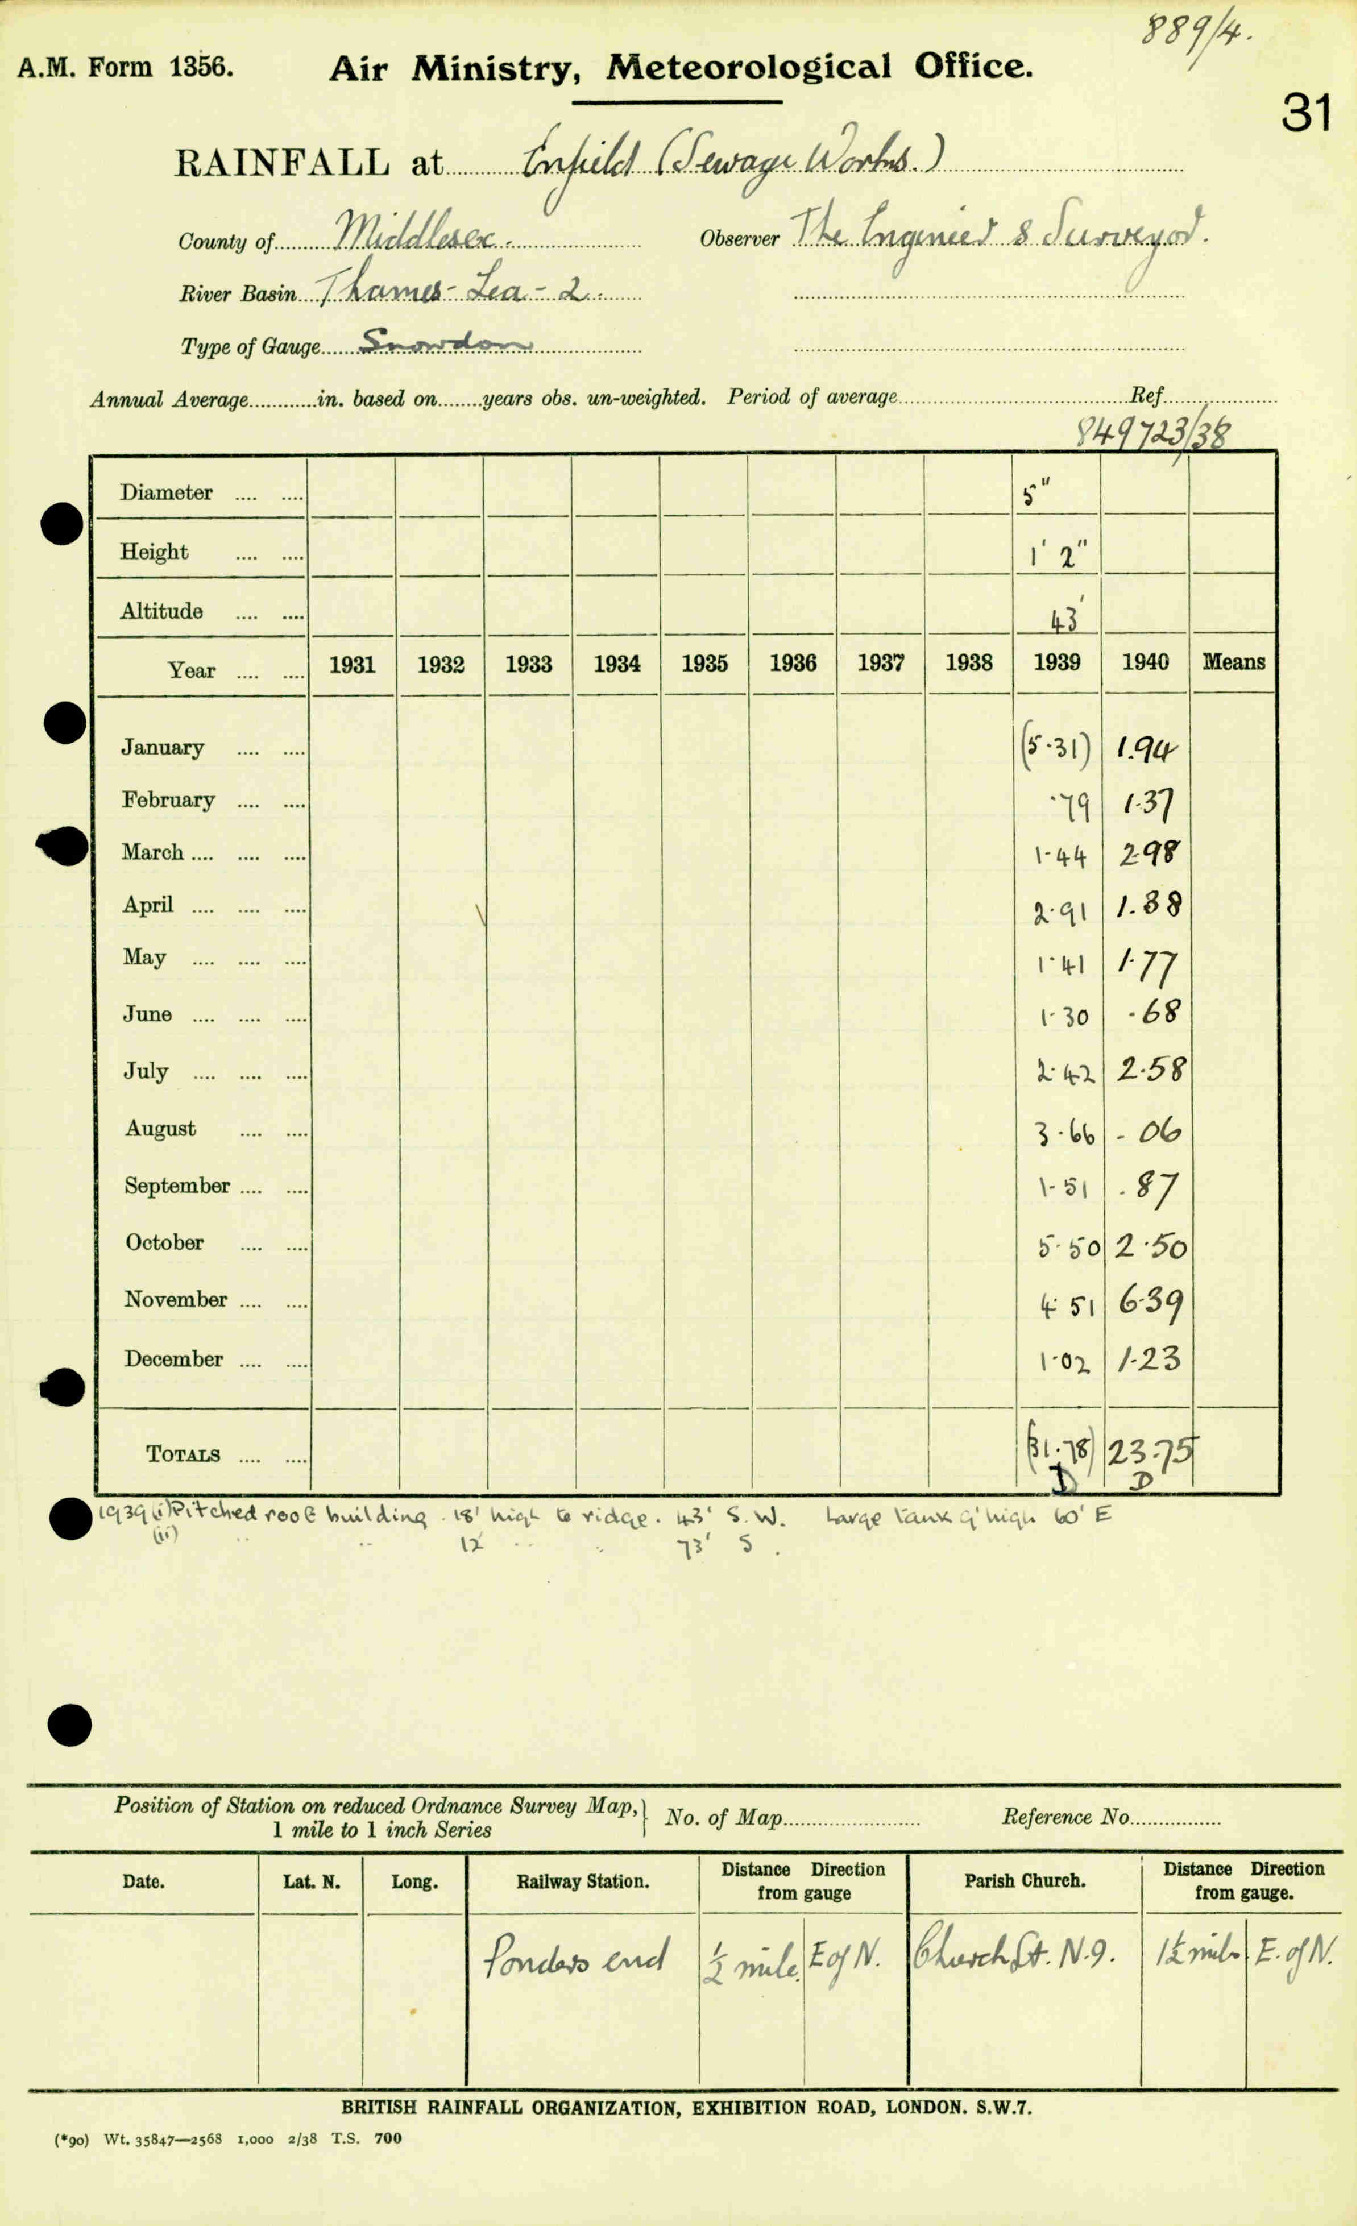 889/4.
A.M. Form 1356. Air Ministry, Meteorological Office.
31
RAINFALL at Enfield (Sewage Works.)
County of Middlesex. Observer The Engineer & Surveyor.
River Basin Thames - Lea - 2.
Type of Gauge Snowdon
Annual Average in. based on years obs. un-weighted. Period of average Ref.
849723/38
Diameter .... .... 5"
Height .... .... 1' 2"
Altitude .... .... 43'
Year .... .... 1931 1932 1933 1934 1935 1936 1937 1938 1939 1940 Means
January .... .... (5.31) 1.94
February .... .... .79 1.37
March .... .... .... 1.44 2.98
April .... .... .... 2.91 1.38
May .... .... .... 1.41 1.77
June .... .... .... 1.30 .68
July .... .... .... 2.42 2.58
August .... .... 3.66 .06
September .... .... 1.51 .87
October .... .... 5.50 2.50
November .... .... 4.51 6.39
December .... .... 1.02 1.23
TOTALS .... .... (31.78) 23.75
D D
1939 (i) Pitched roof building. 18' high to ridge. 43' S.W. Large tank 9' high 60' E
(ii) " " 12' " " 73' S.
Position of Station on reduced Ordnance Survey Map, No. of Map Reference No.
1 mile to 1 inch Series
Date. Lat. N. Long. Railway Station. Distance Direction from gauge Parish Church. Distance Direction from gauge.
Ponders end ½ mile. E of N. Church St. N.9. 1½ mile E. of N.
BRITISH RAINFALL ORGANIZATION, EXHIBITION ROAD, LONDON. S.W.7.
(*90) Wt. 35847—2568 1,000 2/38 T.S. 700